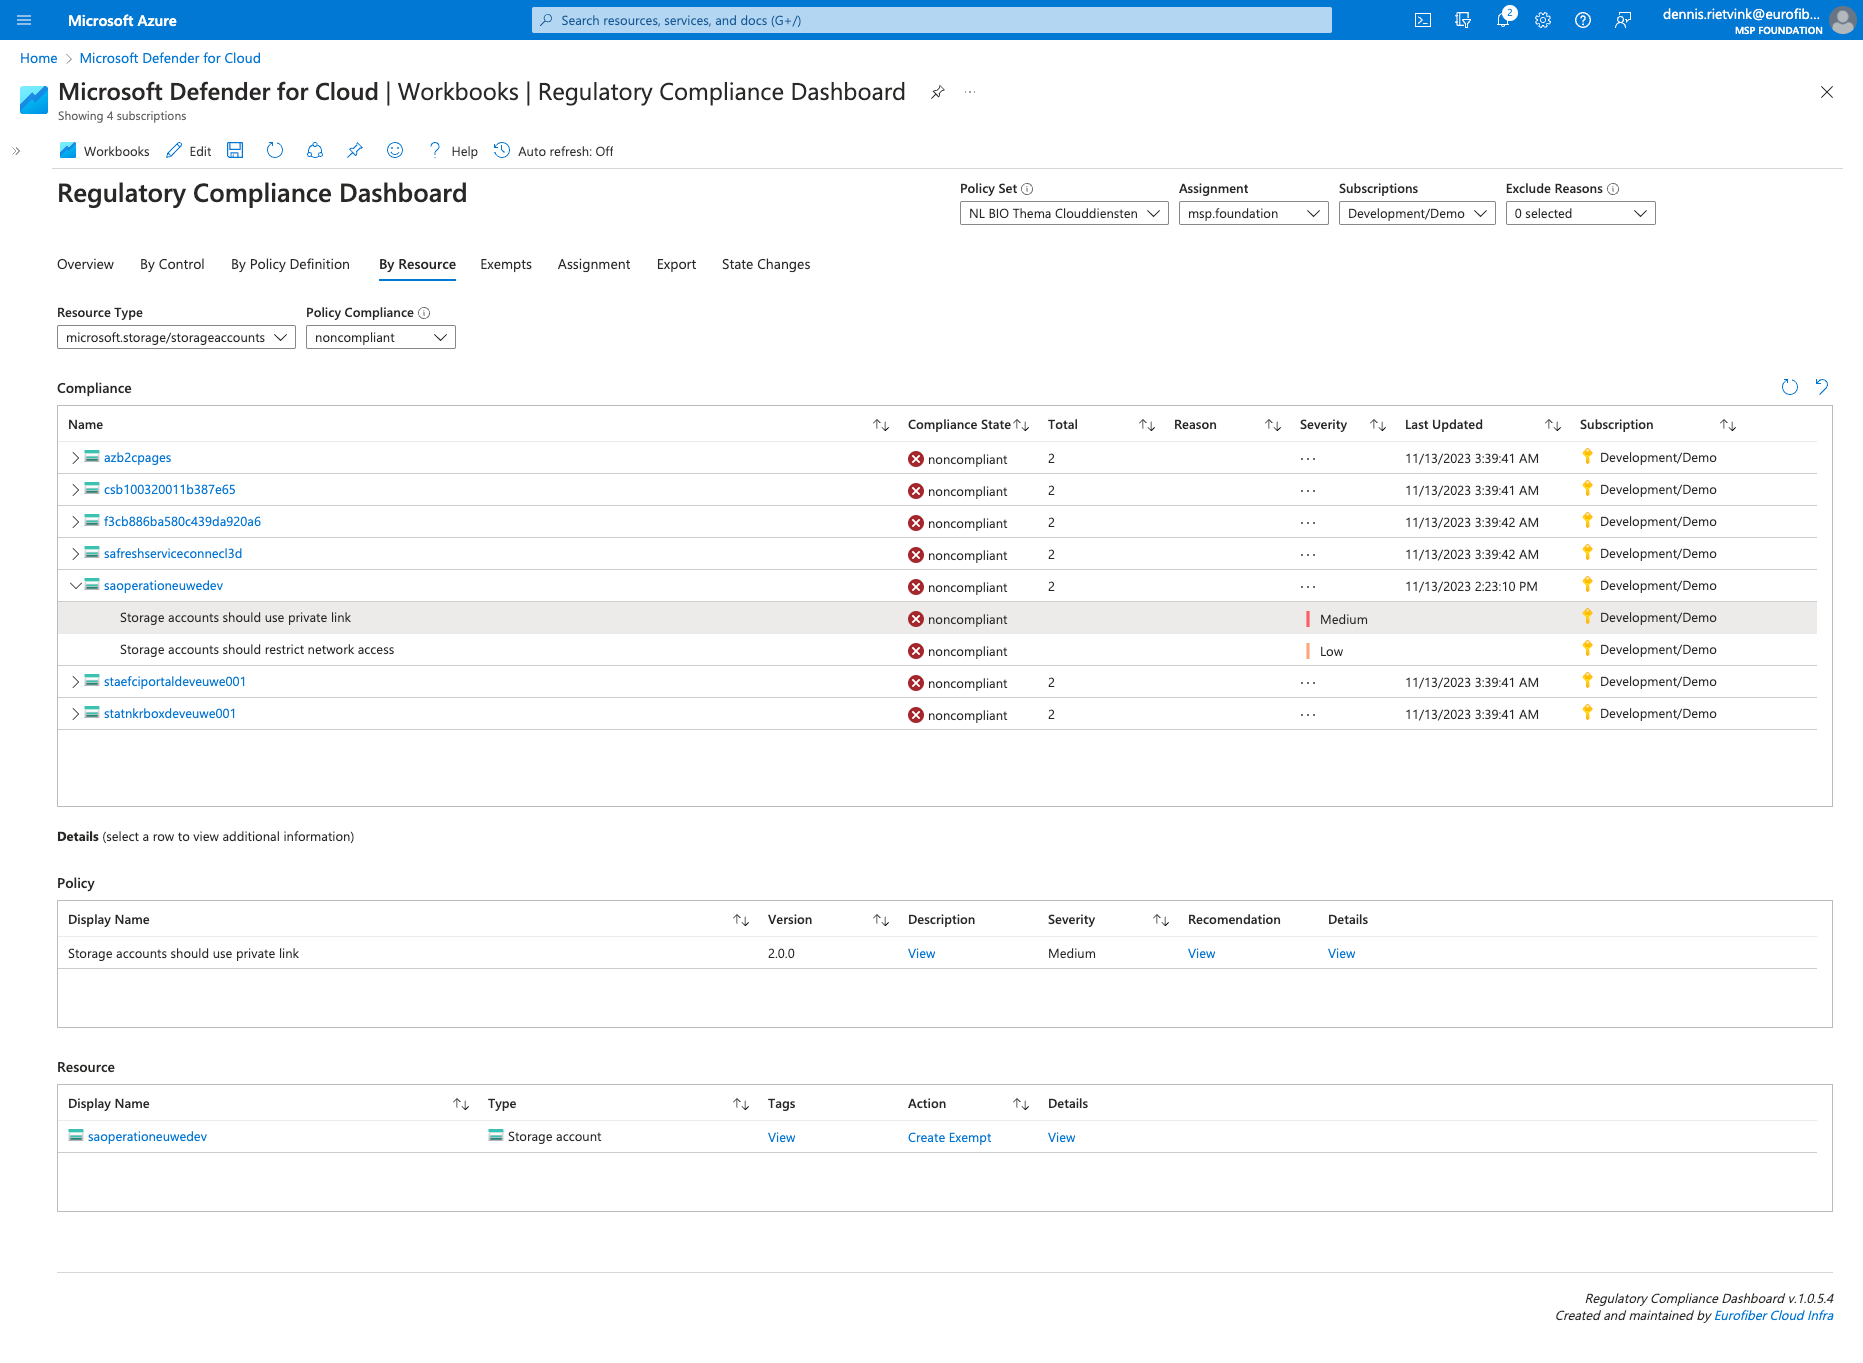 Microsoft Azure
Search resources, services, and docs (G+/)
2
dennis.rietvink@eurofib...
MSP FOUNDATION
Home > Microsoft Defender for Cloud
Microsoft Defender for Cloud | Workbooks | Regulatory Compliance Dashboard ...
Showing 4 subscriptions
Workbooks Edit Help Auto refresh: Off
Regulatory Compliance Dashboard
Policy Set Assignment Subscriptions Exclude Reasons
NL BIO Thema Clouddiensten msp.foundation Development/Demo 0 selected
Overview By Control By Policy Definition By Resource Exempts Assignment Export State Changes
Resource Type Policy Compliance
microsoft.storage/storageaccounts noncompliant
Compliance
Name Compliance State Total Reason Severity Last Updated Subscription
azb2cpages noncompliant 2 ... 11/13/2023 3:39:41 AM Development/Demo
csb100320011b387e65 noncompliant 2 ... 11/13/2023 3:39:41 AM Development/Demo
f3cb886ba580c439da920a6 noncompliant 2 ... 11/13/2023 3:39:42 AM Development/Demo
safreshserviceconnecl3d noncompliant 2 ... 11/13/2023 3:39:42 AM Development/Demo
saoperationeuwedev noncompliant 2 ... 11/13/2023 2:23:10 PM Development/Demo
Storage accounts should use private link noncompliant Medium Development/Demo
Storage accounts should restrict network access noncompliant Low Development/Demo
staefciportaldeveuwe001 noncompliant 2 ... 11/13/2023 3:39:41 AM Development/Demo
statnkrboxdeveuwe001 noncompliant 2 ... 11/13/2023 3:39:41 AM Development/Demo
Details (select a row to view additional information)
Policy
Display Name Version Description Severity Recomendation Details
Storage accounts should use private link 2.0.0 View Medium View View
Resource
Display Name Type Tags Action Details
saoperationeuwedev Storage account View Create Exempt View
Regulatory Compliance Dashboard v.1.0.5.4
Created and maintained by Eurofiber Cloud Infra